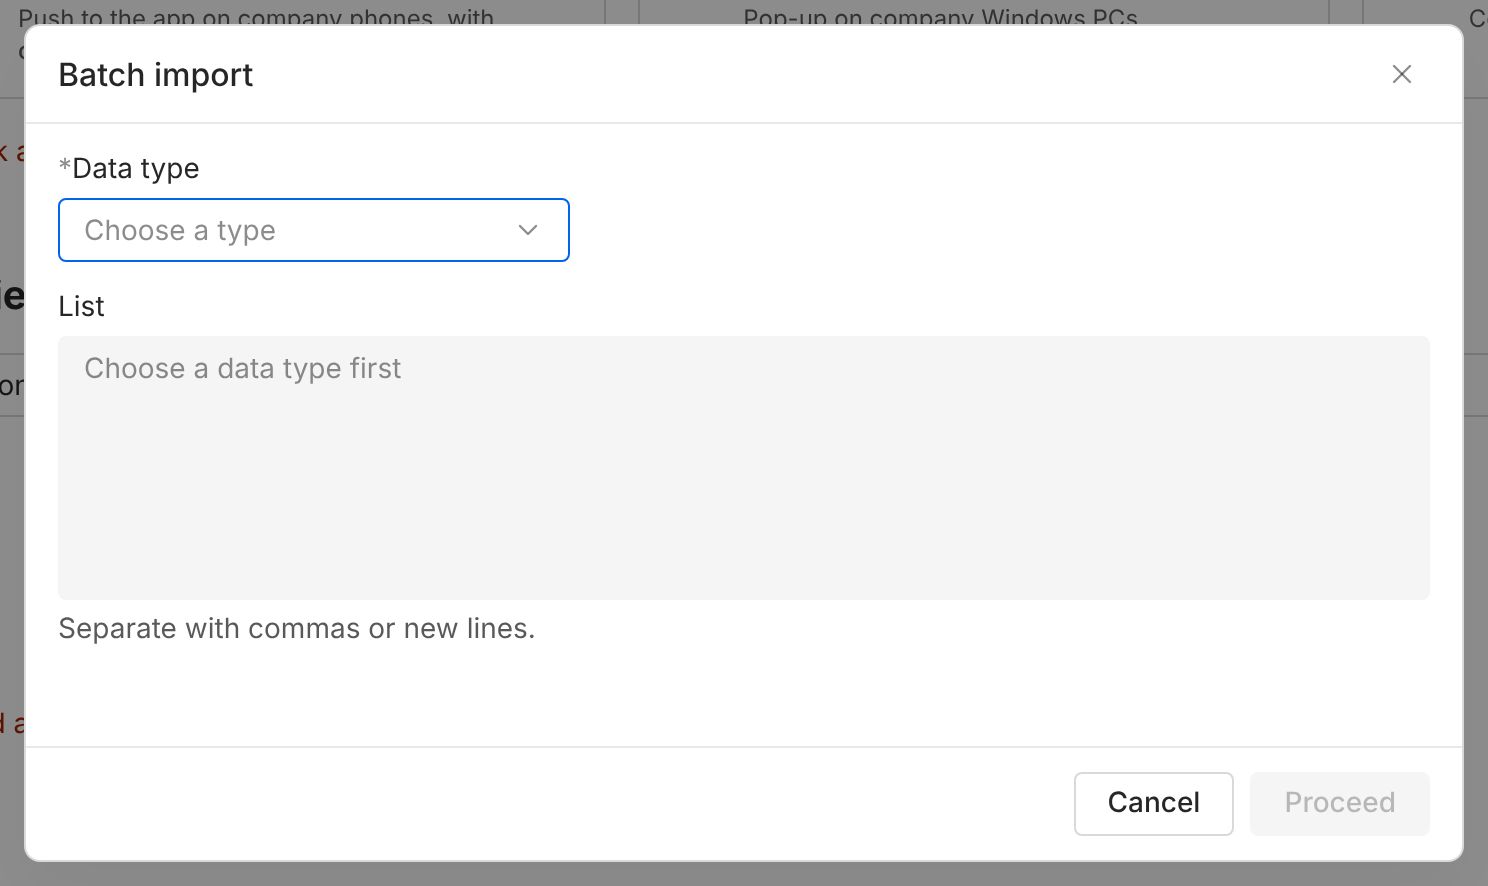 Push to the app on company phones, with
Pop-up on company Windows PCs
Batch import
*Data type
Choose a type
List
Choose a data type first
Separate with commas or new lines.
Cancel
Proceed